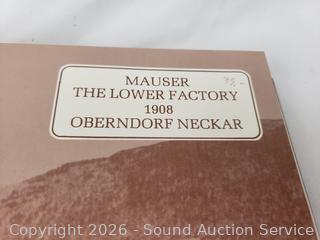 MAUSER
THE LOWER FACTORY
1908
OBERNDORF NECKAR
Copyright © 2026 - Sound Auction Service